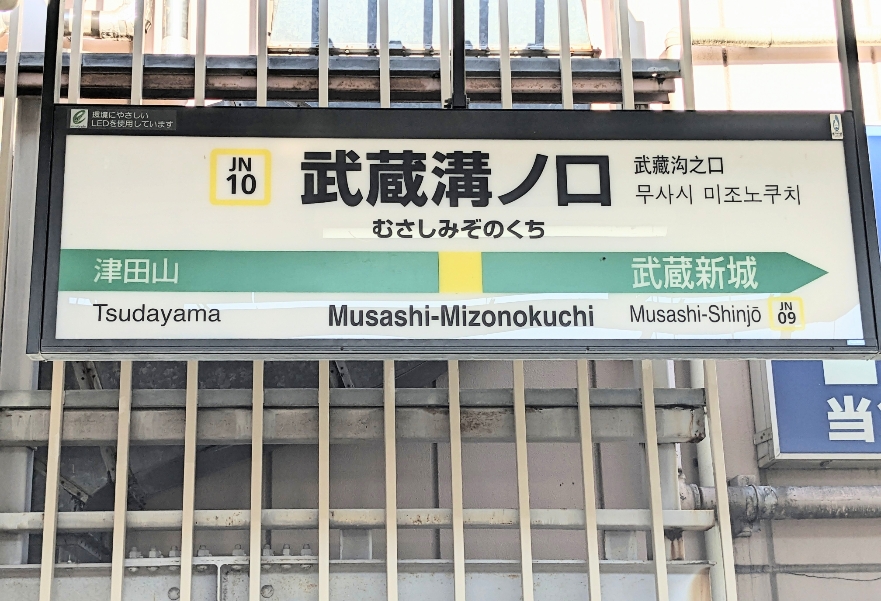 環境にやさしい
LEDを使用しています
JN
10
武蔵溝ノ口
武藏沟之口
무사시 미조노쿠치
むさしみぞのくち
津田山
武蔵新城
Tsudayama
Musashi-Mizonokuchi
Musashi-Shinjō
JN
09
当